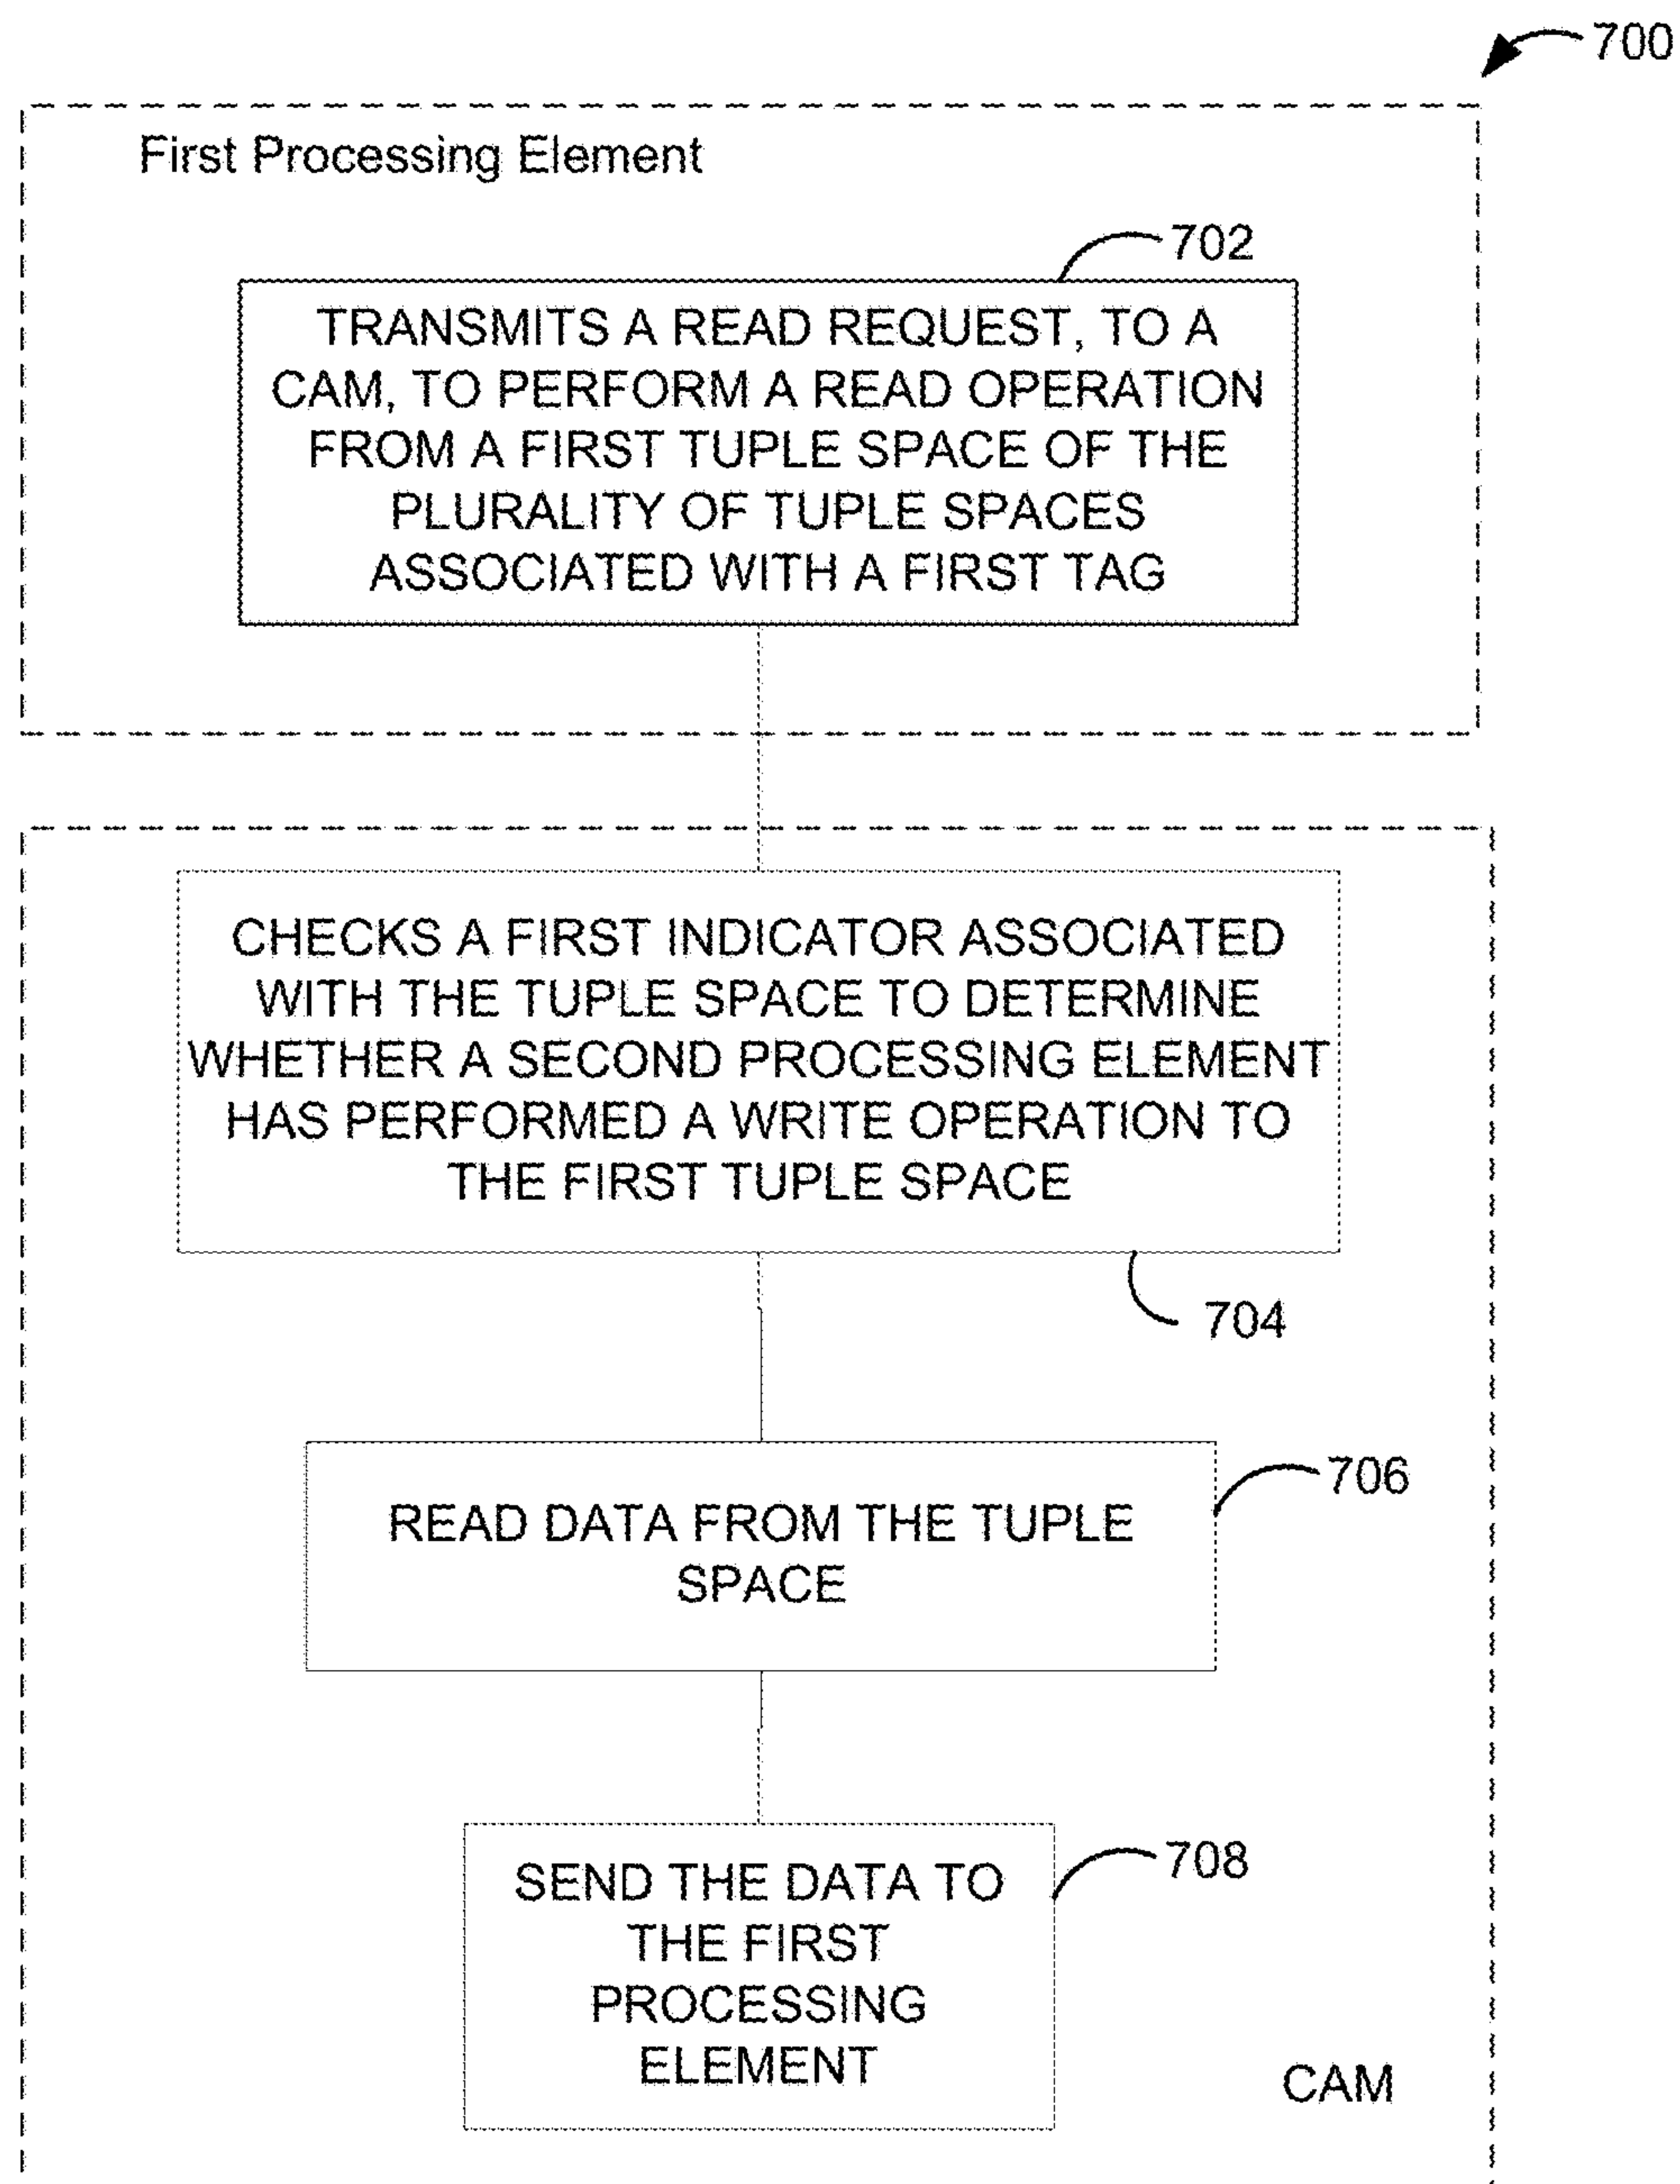 700
First Processing Element
702
TRANSMITS A READ REQUEST, TO A
CAM, TO PERFORM A READ OPERATION
FROM A FIRST TUPLE SPACE OF THE
PLURALITY OF TUPLE SPACES
ASSOCIATED WITH A FIRST TAG
CHECKS A FIRST INDICATOR ASSOCIATED
WITH THE TUPLE SPACE TO DETERMINE
WHETHER A SECOND PROCESSING ELEMENT
HAS PERFORMED A WRITE OPERATION TO
THE FIRST TUPLE SPACE
704
706
READ DATA FROM THE TUPLE
SPACE
708
SEND THE DATA TO
THE FIRST
PROCESSING
ELEMENT
CAM